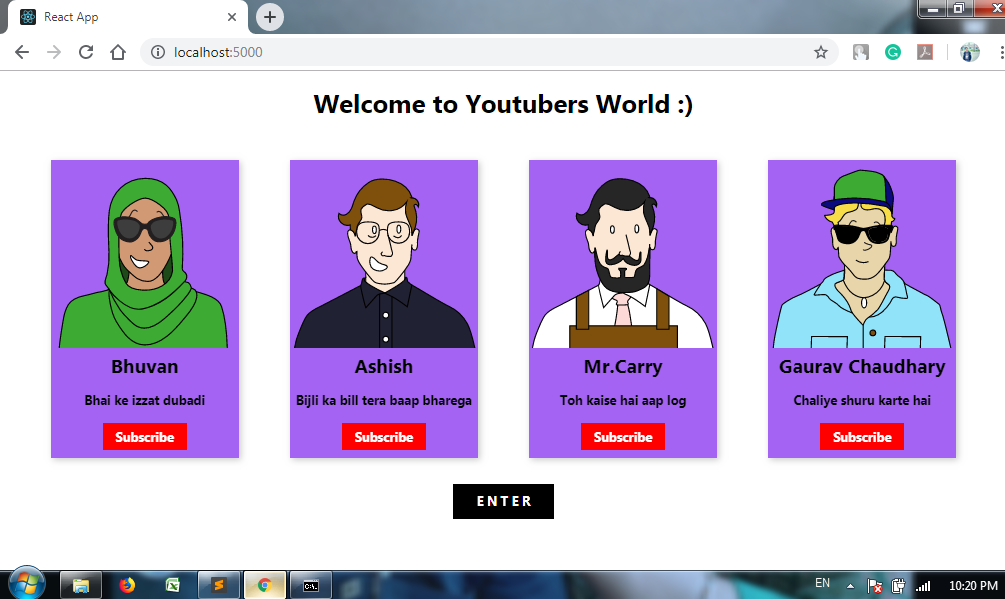 React App
localhost:5000
Welcome to Youtubers World :)
Bhuvan
Bhai ke izzat dubadi
Subscribe
Ashish
Bijli ka bill tera baap bharega
Subscribe
Mr.Carry
Toh kaise hai aap log
Subscribe
Gaurav Chaudhary
Chaliye shuru karte hai
Subscribe
ENTER
EN
10:20 PM